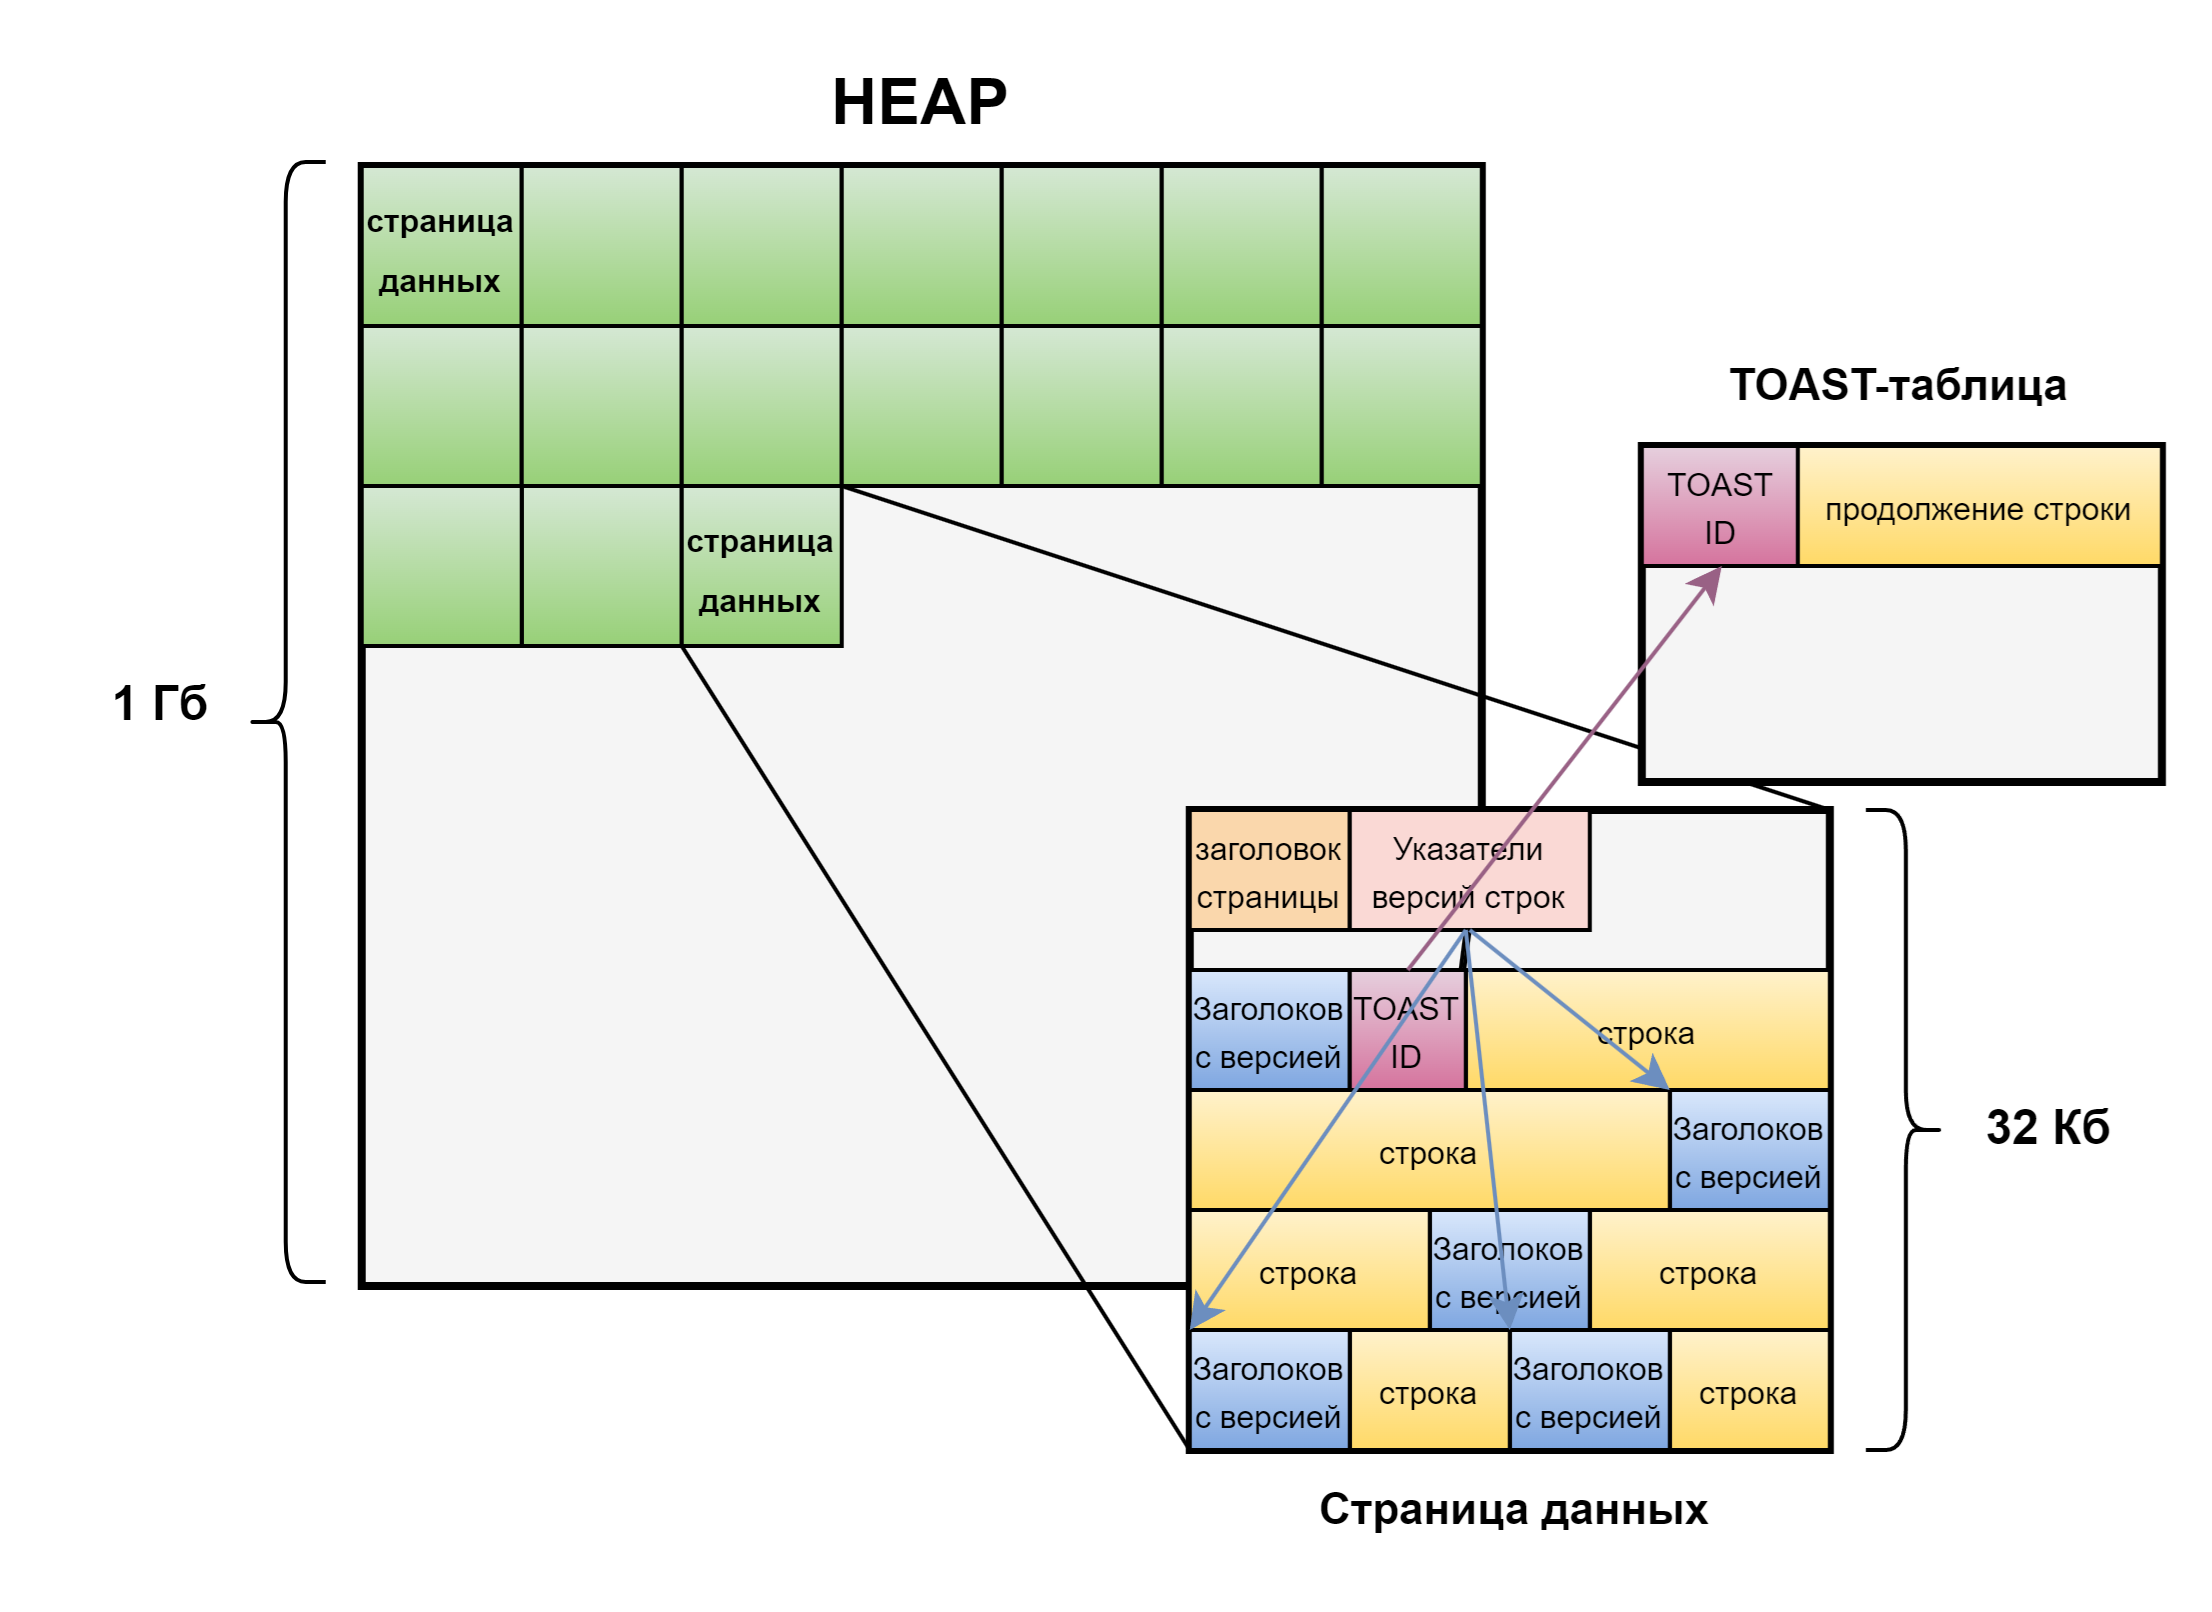 HEAP
страница
данных
страница
данных
1 Гб
TOAST-таблица
TOAST
ID
продолжение строки
заголовок
страницы
Указатели
версий строк
Заголоков
с версией
TOAST
ID
строка
строка
Заголоков
с версией
строка
Заголоков
с версией
строка
Заголоков
с версией
строка
Заголоков
с версией
строка
32 Кб
Страница данных